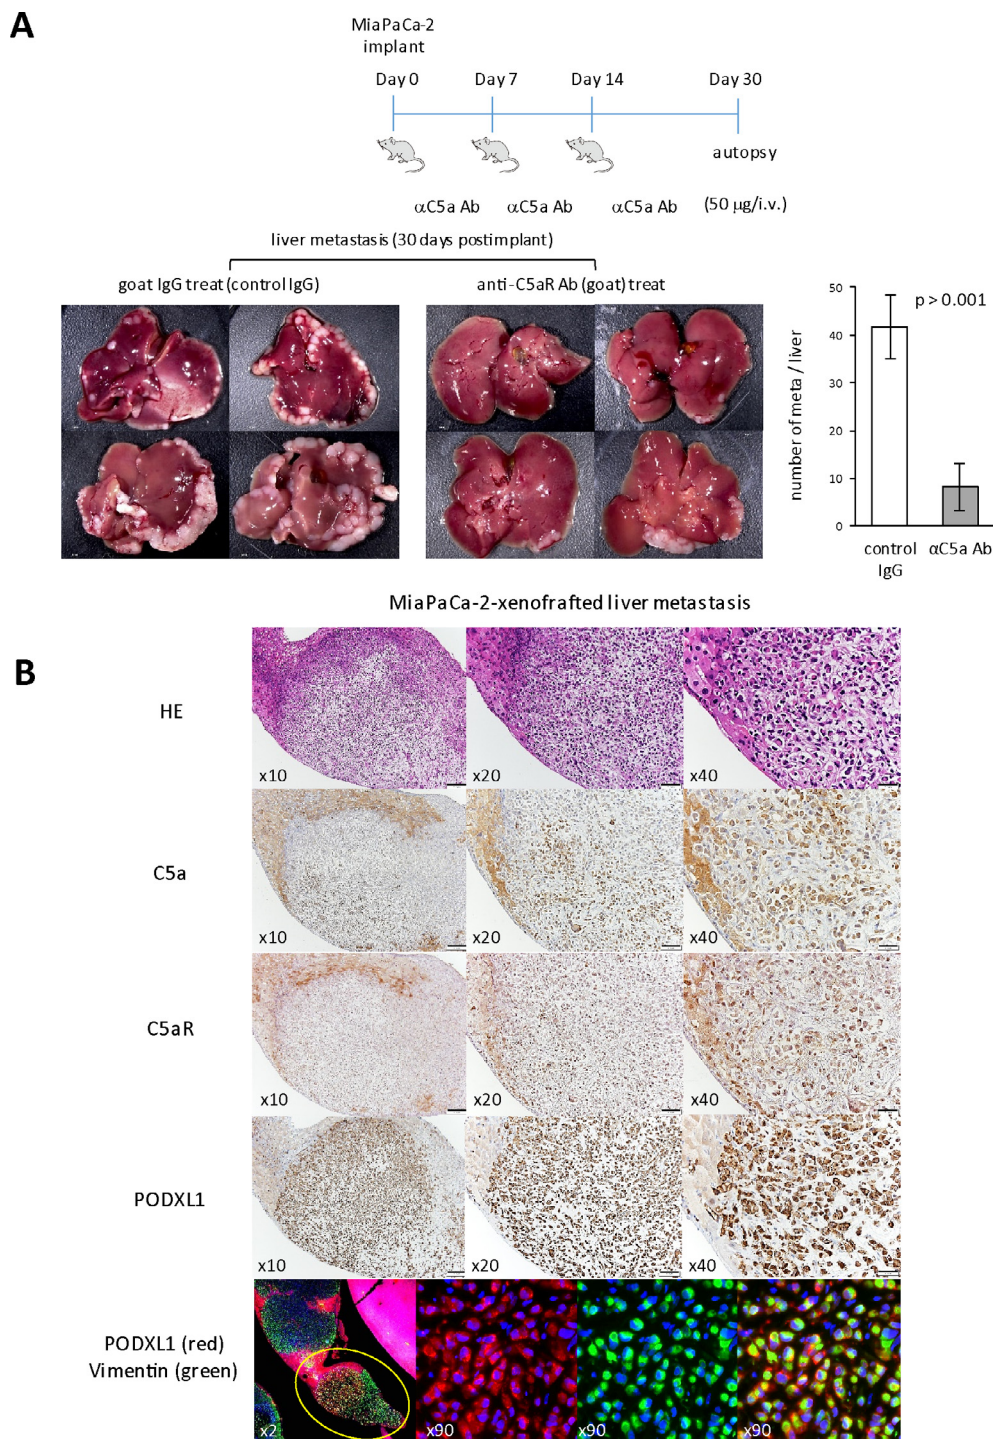 A
MiaPaCa-2
implant
Day 0 Day 7 Day 14 Day 30
autopsy
αC5a Ab αC5a Ab αC5a Ab (50 μg/i.v.)
liver metastasis (30 days postimplant)
goat IgG treat (control IgG) anti-C5aR Ab (goat) treat
50
40
30
20
10
0
number of meta / liver
p > 0.001
control
IgG
αC5a Ab
MiaPaCa-2-xenofrafted liver metastasis
B
HE
x10 x20 x40
C5a
x10 x20 x40
C5aR
x10 x20 x40
PODXL1
x10 x20 x40
PODXL1 (red)
Vimentin (green)
x2 x90 x90 x90